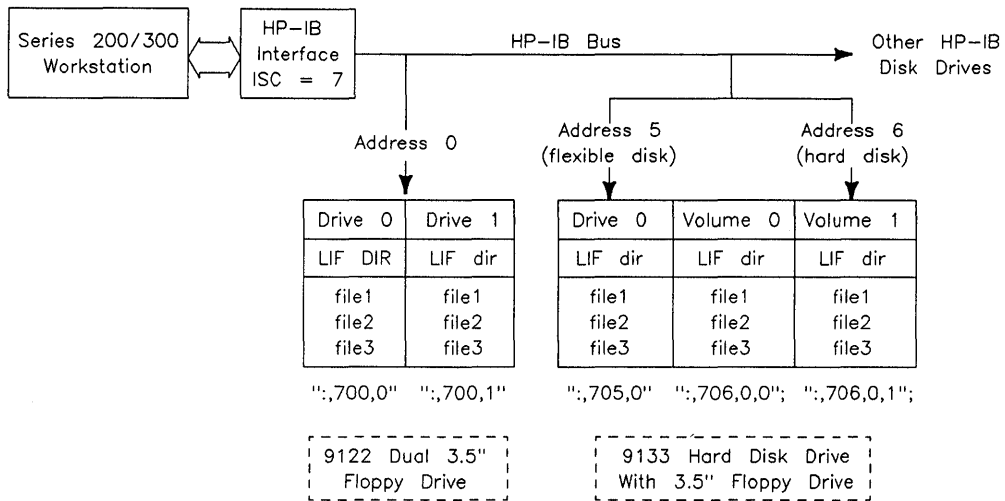 Series 200/300
Workstation
HP-IB
Interface
ISC = 7
HP-IB Bus
Other HP-IB
Disk Drives
Address 0
Address 5
(flexible disk)
Address 6
(hard disk)
Drive 0 Drive 1
LIF DIR LIF dir
file1 file1
file2 file2
file3 file3
":,700,0" ":,700,1"
9122 Dual 3.5"
Floppy Drive
Drive 0 Volume 0 Volume 1
LIF dir LIF dir LIF dir
file1 file1 file1
file2 file2 file2
file3 file3 file3
":,705,0" ":,706,0,0"; ":,706,0,1";
9133 Hard Disk Drive
With 3.5" Floppy Drive